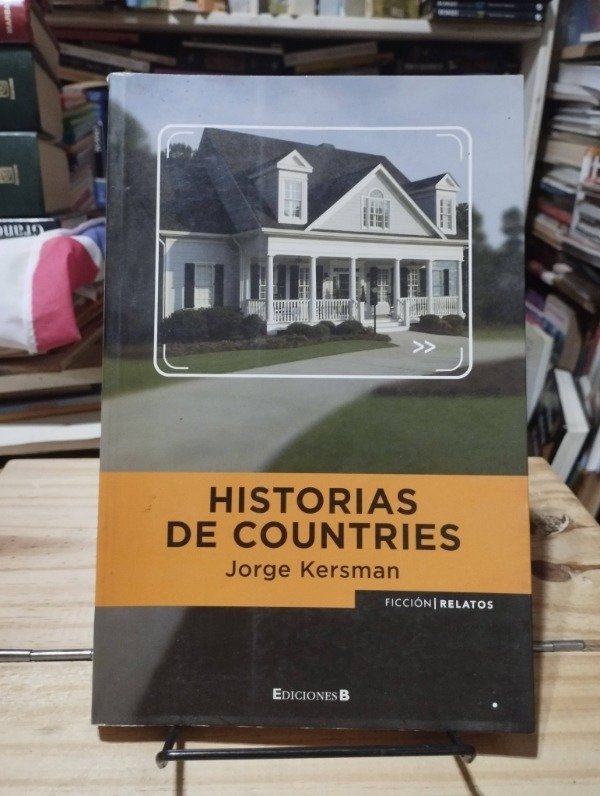 HISTORIAS
DE COUNTRIES
Jorge Kersman
FICCIÓN | RELATOS
EDICIONES B